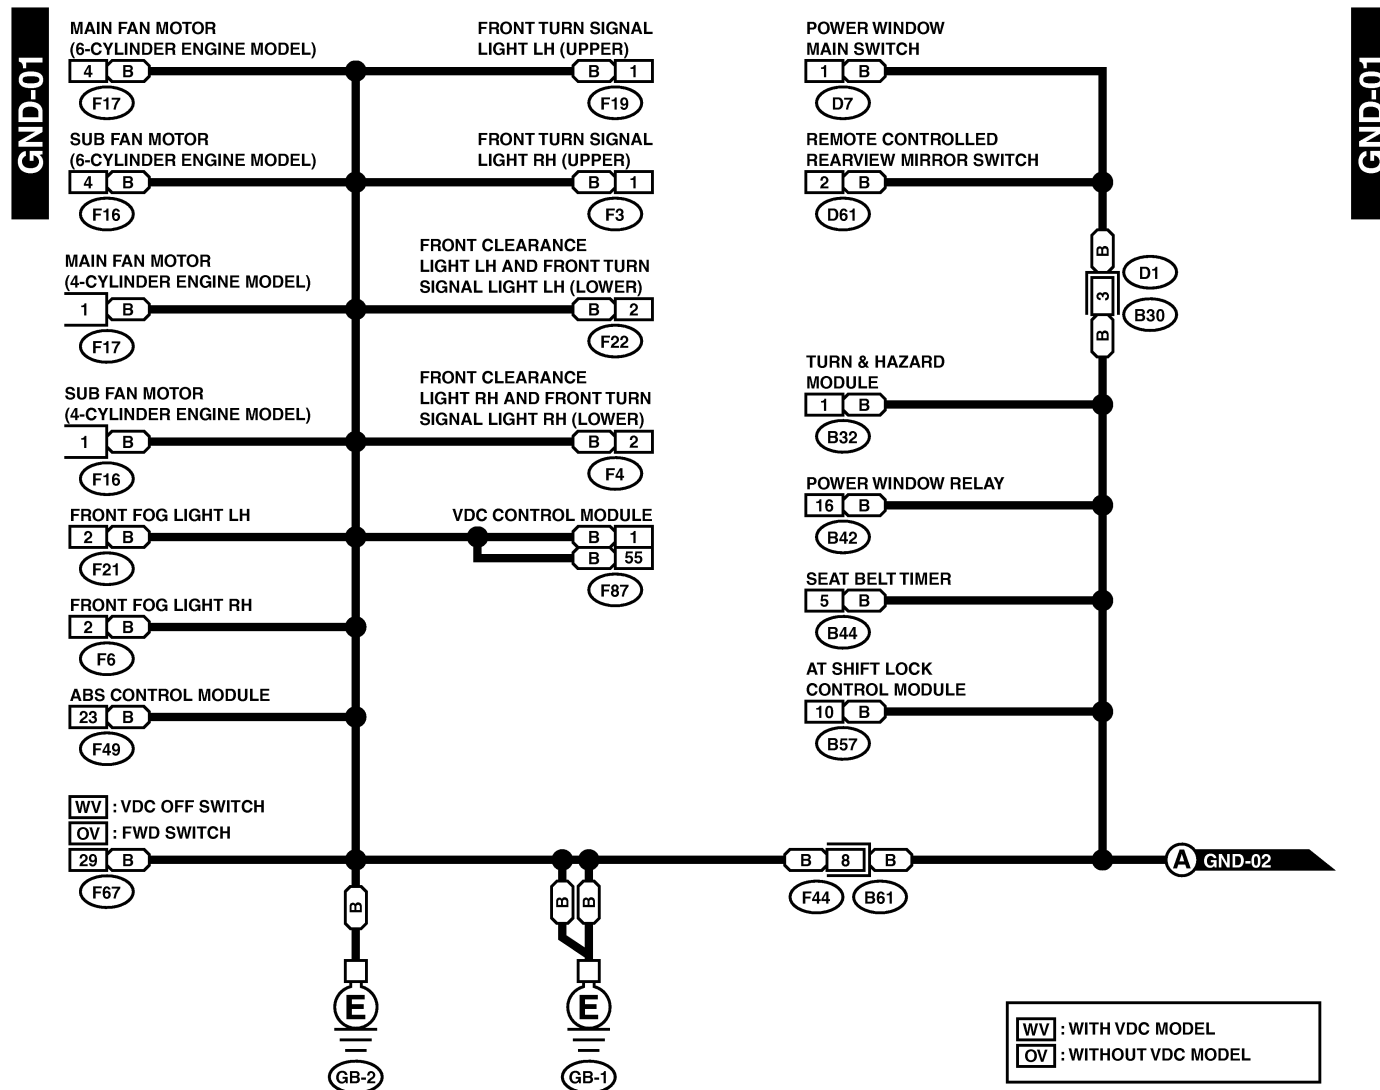 GND-01
MAIN FAN MOTOR
(6-CYLINDER ENGINE MODEL)
4 B
F17
SUB FAN MOTOR
(6-CYLINDER ENGINE MODEL)
4 B
F16
MAIN FAN MOTOR
(4-CYLINDER ENGINE MODEL)
1 B
F17
SUB FAN MOTOR
(4-CYLINDER ENGINE MODEL)
1 B
F16
FRONT FOG LIGHT LH
2 B
F21
FRONT FOG LIGHT RH
2 B
F6
ABS CONTROL MODULE
23 B
F49
WV : VDC OFF SWITCH
OV : FWD SWITCH
29 B
F67
FRONT TURN SIGNAL
LIGHT LH (UPPER)
B 1
F19
FRONT TURN SIGNAL
LIGHT RH (UPPER)
B 1
F3
FRONT CLEARANCE
LIGHT LH AND FRONT TURN
SIGNAL LIGHT LH (LOWER)
B 2
F22
FRONT CLEARANCE
LIGHT RH AND FRONT TURN
SIGNAL LIGHT RH (LOWER)
B 2
F4
VDC CONTROL MODULE
B 1
B 55
F87
B
E
GB-2
B B
E
GB-1
POWER WINDOW
MAIN SWITCH
1 B
D7
REMOTE CONTROLLED
REARVIEW MIRROR SWITCH
2 B
D61
B
D1
3
B30
B
TURN & HAZARD
MODULE
1 B
B32
POWER WINDOW RELAY
16 B
B42
SEAT BELT TIMER
5 B
B44
AT SHIFT LOCK
CONTROL MODULE
10 B
B57
B 8 B
F44 B61
A GND-02
WV : WITH VDC MODEL
OV : WITHOUT VDC MODEL
GND-01